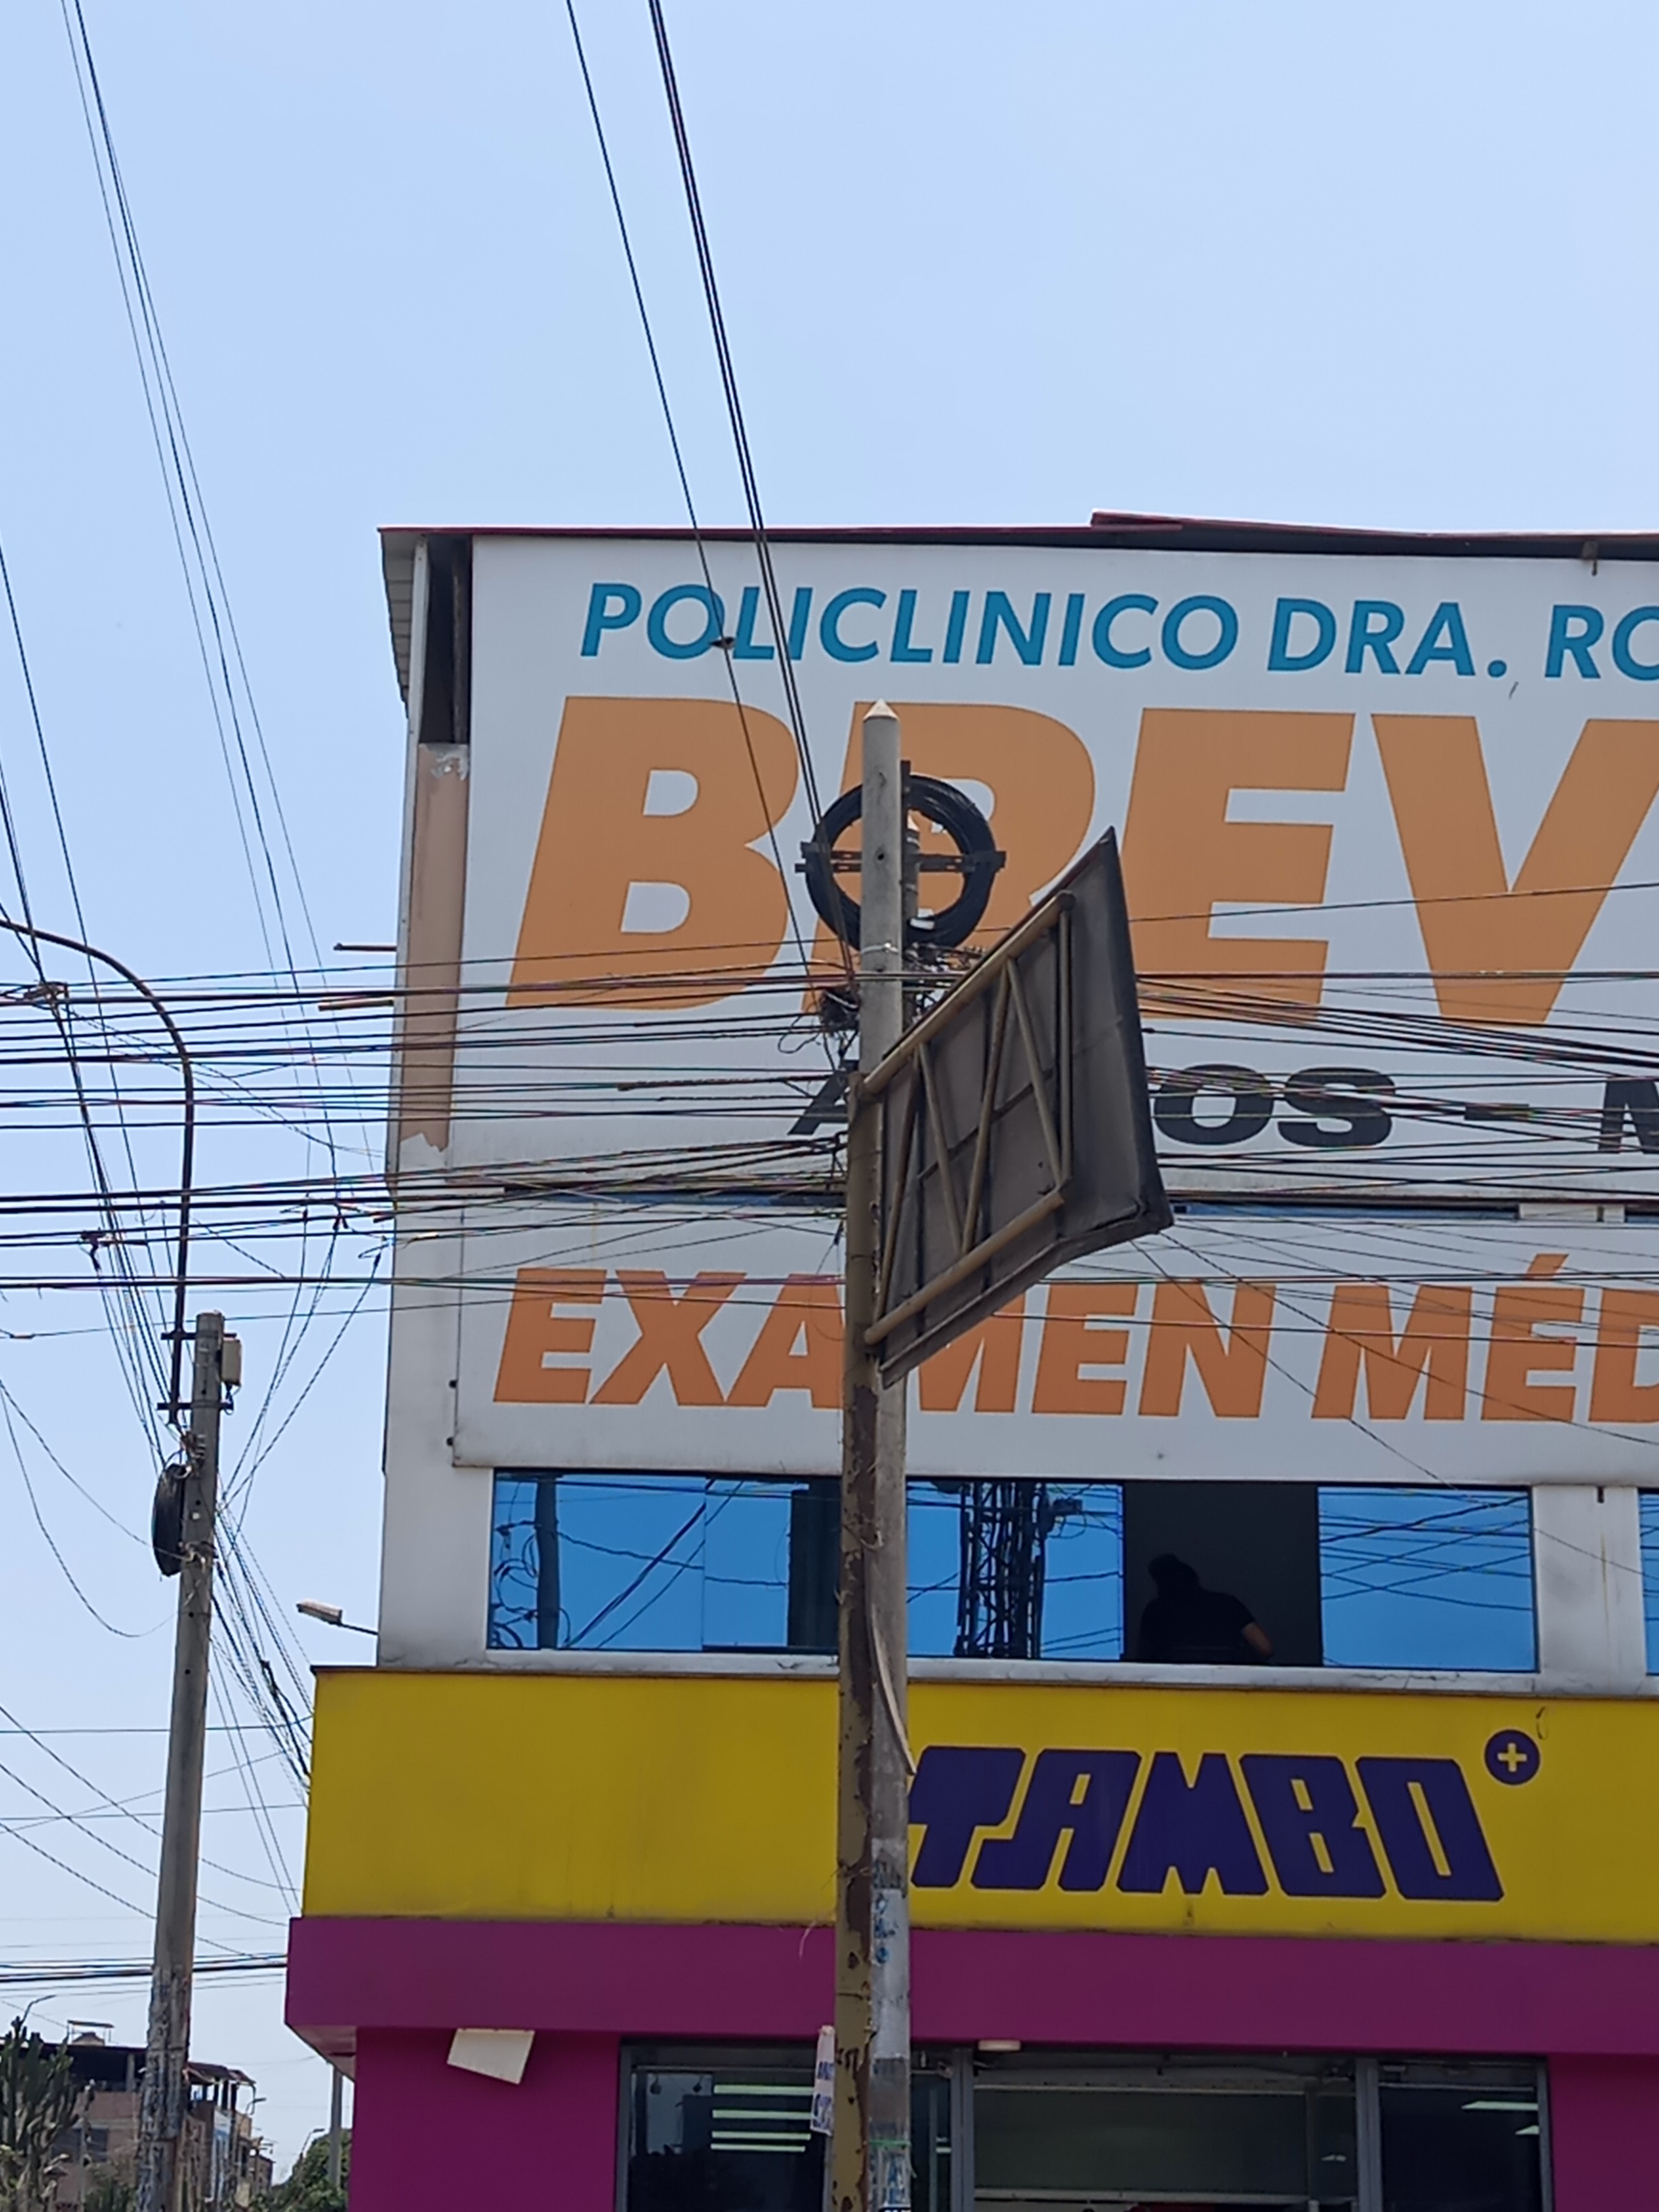 POLICLINICO DRA. RO
BREV
OS - M
EXAMEN MÉD
TAMBO+